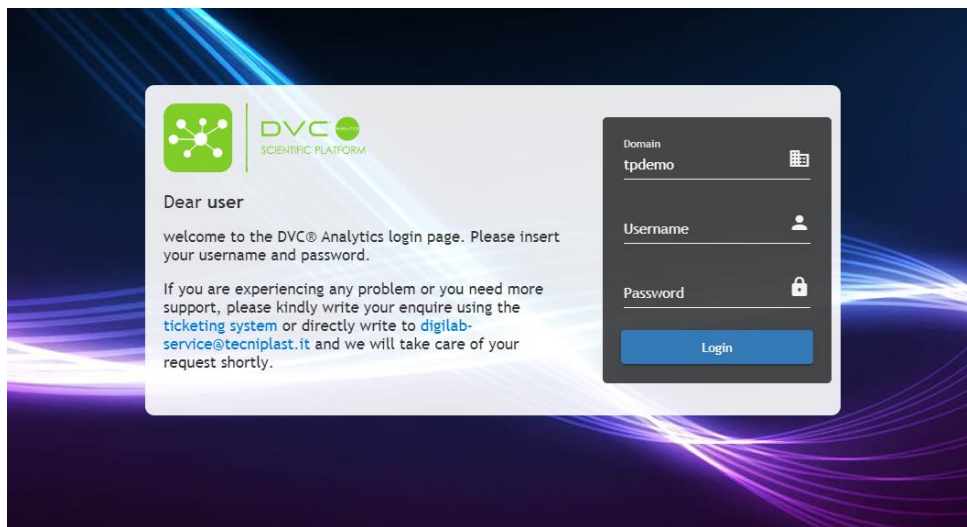 DVC ANALYTICS
SCIENTIFIC PLATFORM
Dear user
welcome to the DVC® Analytics login page. Please insert
your username and password.
If you are experiencing any problem or you need more
support, please kindly write your enquire using the
ticketing system or directly write to digilab-
service@tecniplast.it and we will take care of your
request shortly.
Domain
tpdemo
Username
Password
Login